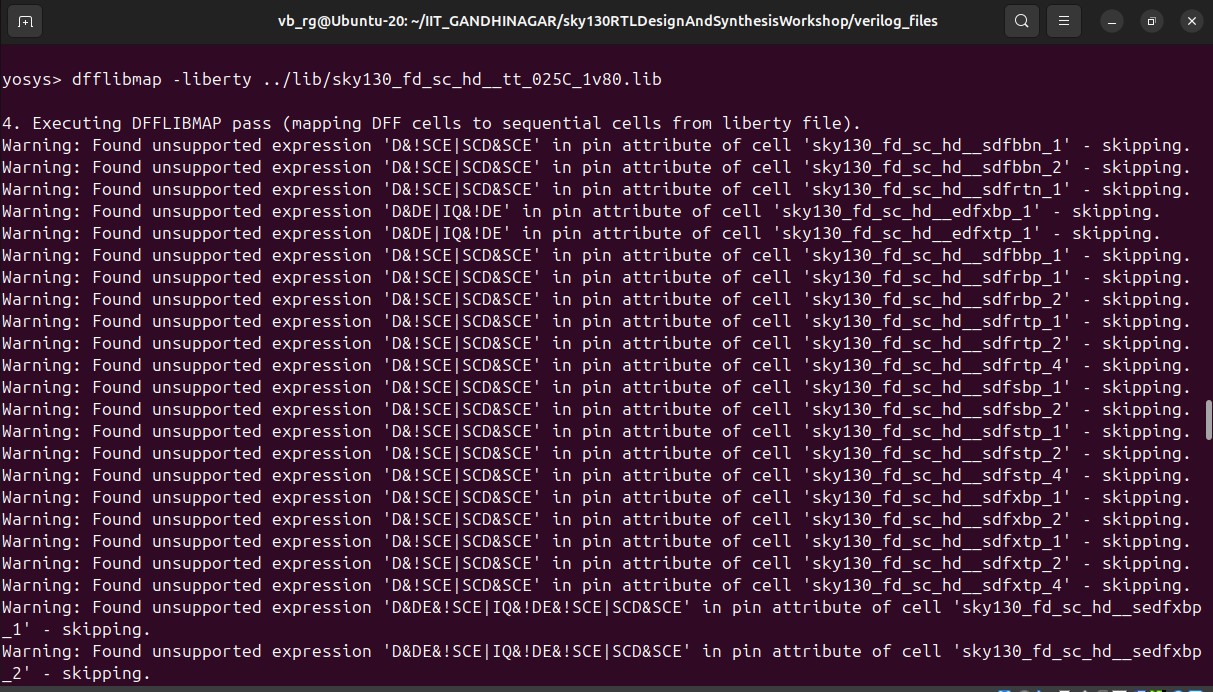 vb_rg@Ubuntu-20: ~/IIT_GANDHINAGAR/sky130RTLDesignAndSynthesisWorkshop/verilog_files
yosys> dfflibmap -liberty ../lib/sky130_fd_sc_hd__tt_025C_1v80.lib
4. Executing DFFLIBMAP pass (mapping DFF cells to sequential cells from liberty file).
Warning: Found unsupported expression 'D&!SCE|SCD&SCE' in pin attribute of cell 'sky130_fd_sc_hd__sdfbbn_1' - skipping.
Warning: Found unsupported expression 'D&!SCE|SCD&SCE' in pin attribute of cell 'sky130_fd_sc_hd__sdfbbn_2' - skipping.
Warning: Found unsupported expression 'D&!SCE|SCD&SCE' in pin attribute of cell 'sky130_fd_sc_hd__sdfrtn_1' - skipping.
Warning: Found unsupported expression 'D&DE|IQ&!DE' in pin attribute of cell 'sky130_fd_sc_hd__edfxbp_1' - skipping.
Warning: Found unsupported expression 'D&DE|IQ&!DE' in pin attribute of cell 'sky130_fd_sc_hd__edfxtp_1' - skipping.
Warning: Found unsupported expression 'D&!SCE|SCD&SCE' in pin attribute of cell 'sky130_fd_sc_hd__sdfbbp_1' - skipping.
Warning: Found unsupported expression 'D&!SCE|SCD&SCE' in pin attribute of cell 'sky130_fd_sc_hd__sdfrbp_1' - skipping.
Warning: Found unsupported expression 'D&!SCE|SCD&SCE' in pin attribute of cell 'sky130_fd_sc_hd__sdfrbp_2' - skipping.
Warning: Found unsupported expression 'D&!SCE|SCD&SCE' in pin attribute of cell 'sky130_fd_sc_hd__sdfrtp_1' - skipping.
Warning: Found unsupported expression 'D&!SCE|SCD&SCE' in pin attribute of cell 'sky130_fd_sc_hd__sdfrtp_2' - skipping.
Warning: Found unsupported expression 'D&!SCE|SCD&SCE' in pin attribute of cell 'sky130_fd_sc_hd__sdfrtp_4' - skipping.
Warning: Found unsupported expression 'D&!SCE|SCD&SCE' in pin attribute of cell 'sky130_fd_sc_hd__sdfsbp_1' - skipping.
Warning: Found unsupported expression 'D&!SCE|SCD&SCE' in pin attribute of cell 'sky130_fd_sc_hd__sdfsbp_2' - skipping.
Warning: Found unsupported expression 'D&!SCE|SCD&SCE' in pin attribute of cell 'sky130_fd_sc_hd__sdfstp_1' - skipping.
Warning: Found unsupported expression 'D&!SCE|SCD&SCE' in pin attribute of cell 'sky130_fd_sc_hd__sdfstp_2' - skipping.
Warning: Found unsupported expression 'D&!SCE|SCD&SCE' in pin attribute of cell 'sky130_fd_sc_hd__sdfstp_4' - skipping.
Warning: Found unsupported expression 'D&!SCE|SCD&SCE' in pin attribute of cell 'sky130_fd_sc_hd__sdfxbp_1' - skipping.
Warning: Found unsupported expression 'D&!SCE|SCD&SCE' in pin attribute of cell 'sky130_fd_sc_hd__sdfxbp_2' - skipping.
Warning: Found unsupported expression 'D&!SCE|SCD&SCE' in pin attribute of cell 'sky130_fd_sc_hd__sdfxtp_1' - skipping.
Warning: Found unsupported expression 'D&!SCE|SCD&SCE' in pin attribute of cell 'sky130_fd_sc_hd__sdfxtp_2' - skipping.
Warning: Found unsupported expression 'D&!SCE|SCD&SCE' in pin attribute of cell 'sky130_fd_sc_hd__sdfxtp_4' - skipping.
Warning: Found unsupported expression 'D&DE&!SCE|IQ&!DE&!SCE|SCD&SCE' in pin attribute of cell 'sky130_fd_sc_hd__sedfxbp
_1' - skipping.
Warning: Found unsupported expression 'D&DE&!SCE|IQ&!DE&!SCE|SCD&SCE' in pin attribute of cell 'sky130_fd_sc_hd__sedfxbp
_2' - skipping.